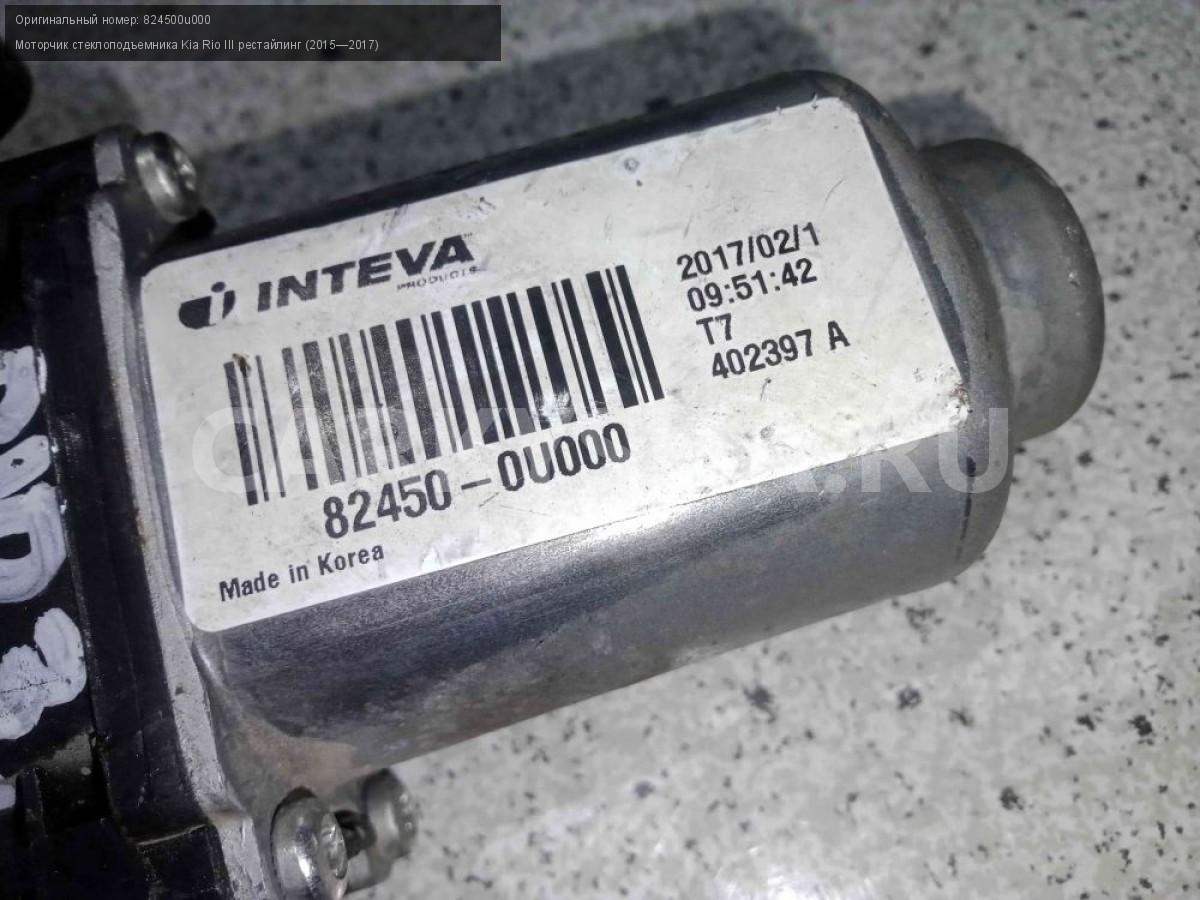 Оригинальный номер: 824500u000
Моторчик стеклоподъемника Kia Rio III рестайлинг (2015—2017)
INTEVA
PRODUCTS
2017/02/1
09:51:42
T7
402397 A
82450-0U000
Made in Korea